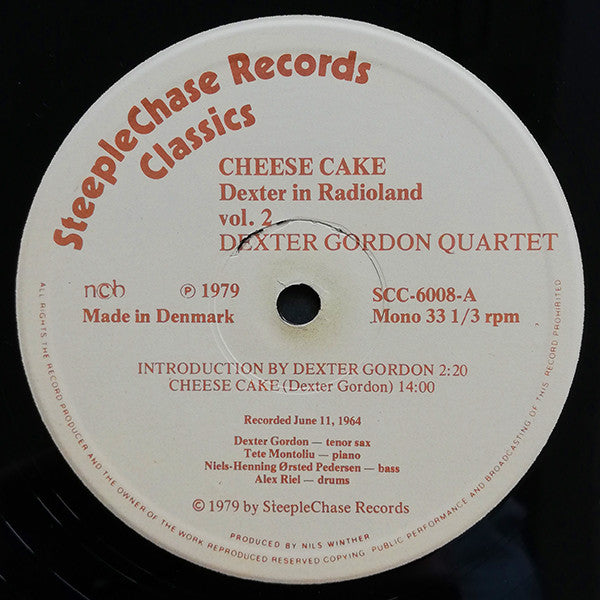 SteepleChase Records
Classics
CHEESE CAKE
Dexter in Radioland
vol. 2
DEXTER GORDON QUARTET
ncb
℗ 1979
SCC-6008-A
Made in Denmark
Mono 33 1/3 rpm
INTRODUCTION BY DEXTER GORDON 2:20
CHEESE CAKE (Dexter Gordon) 14:00
Recorded June 11, 1964
Dexter Gordon — tenor sax
Tete Montoliu — piano
Niels-Henning Ørsted Pedersen — bass
Alex Riel — drums
© 1979 by SteepleChase Records
PRODUCED BY NILS WINTHER
ALL RIGHTS THE RECORD PRODUCER AND THE OWNER OF THE WORK REPRODUCED RESERVED COPYING, PUBLIC PERFORMANCE AND BROADCASTING OF THIS RECORD PROHIBITED